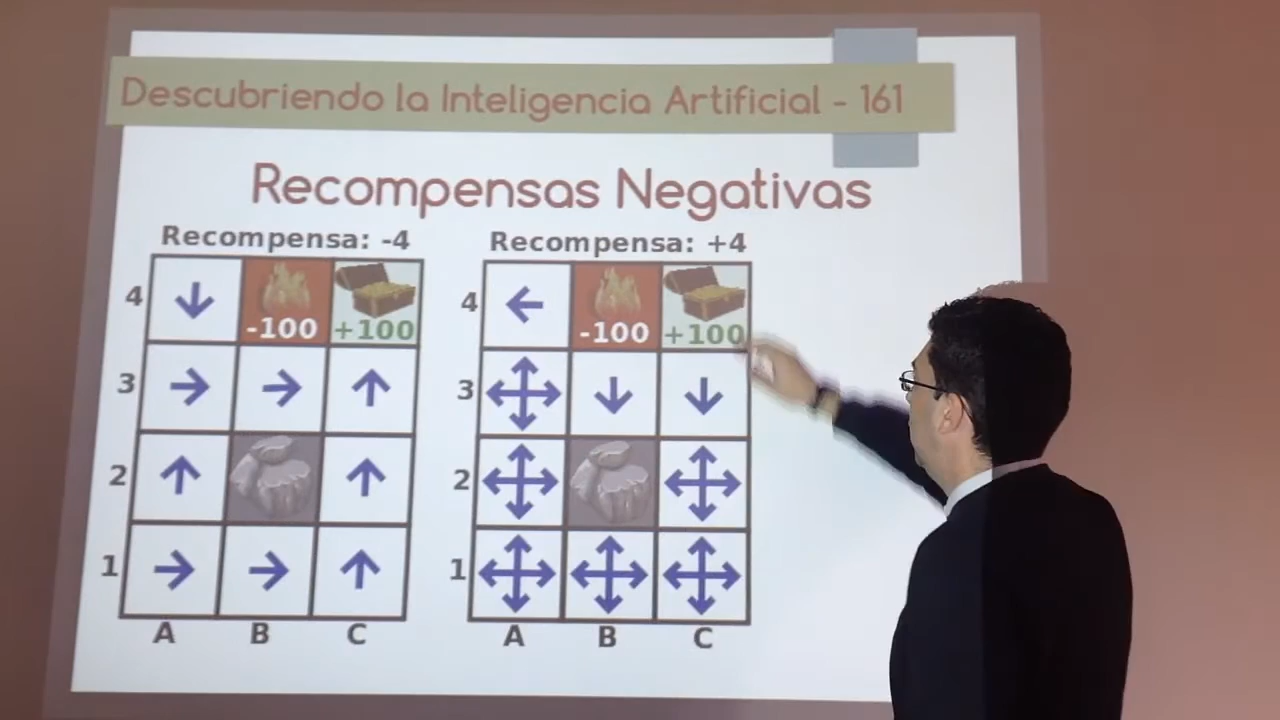 Descubriendo la Inteligencia Artificial - 161
Recompensas Negativas
Recompensa: -4
4
-100
+100
3
2
1
A B C
Recompensa: +4
4
-100
+100
3
2
1
A B C